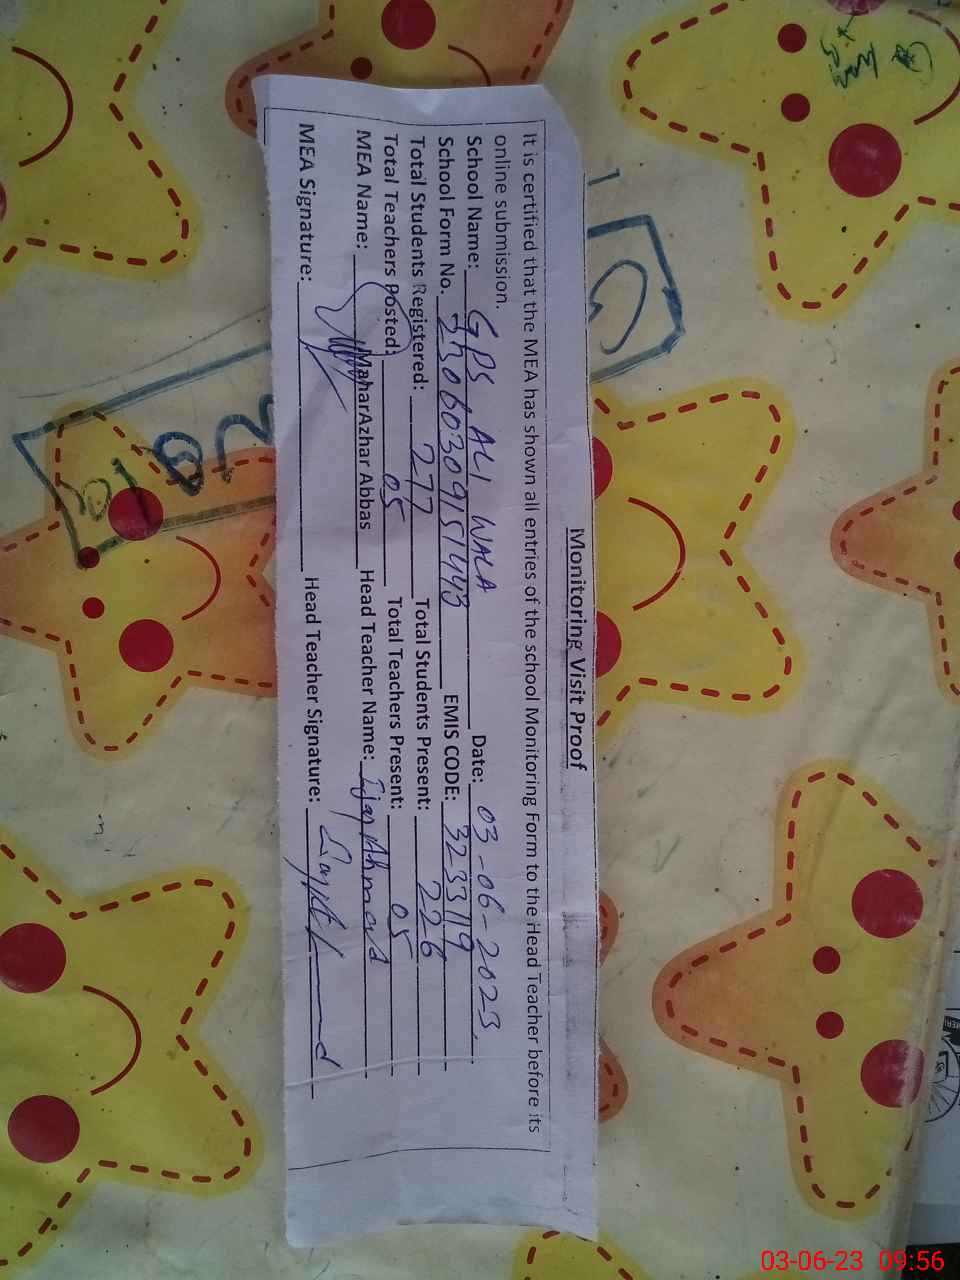 Monitoring Visit Proof
It is certified that the MEA has shown all entries of the school Monitoring Form to the Head Teacher before its
online submission.
School Name: GPS ALI WALA Date: 03-06-2023
School Form No. EMIS CODE: 3233119
Total Students Registered: 277 Total Students Present: 226
Total Teachers Posted: 05 Total Teachers Present: 05
MEA Name: MaharAzhar Abbas Head Teacher Name: Ijaz Ahmad
MEA Signature: Head Teacher Signature:
03-06-23 09:56